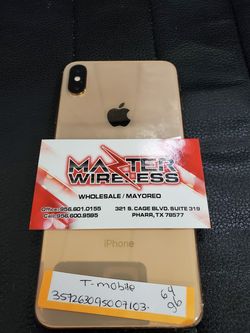 MAZTER
WIRELESS
WHOLESALE / MAYOREO
Office: 956.601.0155
Cell: 956.600.9595
321 S. CAGE BLVD. SUITE 319
PHARR, TX 78577
iPhone
T-mobile
64
gb
357263095007103.